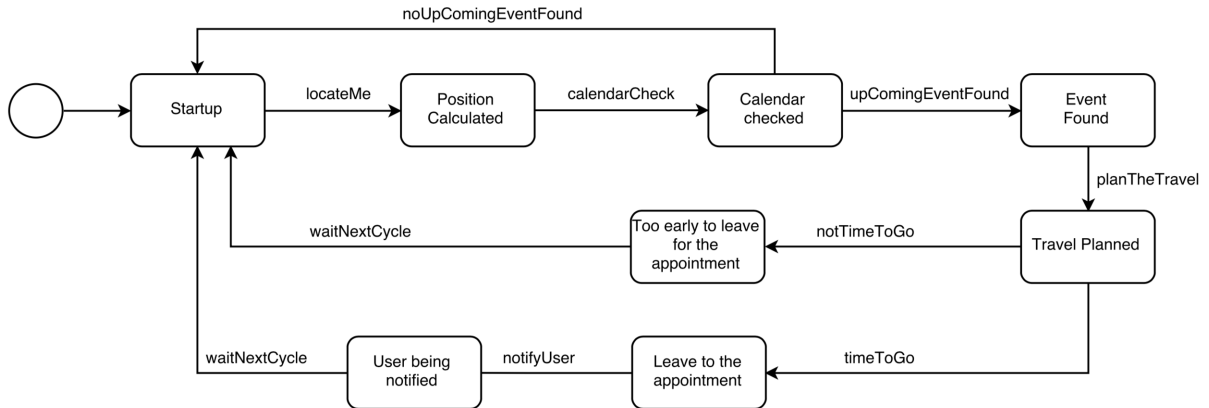 noUpComingEventFound
Startup
locateMe
Position
Calculated
calendarCheck
Calendar
checked
upComingEventFound
Event
Found
planTheTravel
waitNextCycle
Too early to leave
for the
appointment
notTimeToGo
Travel Planned
waitNextCycle
User being
notified
notifyUser
Leave to the
appointment
timeToGo